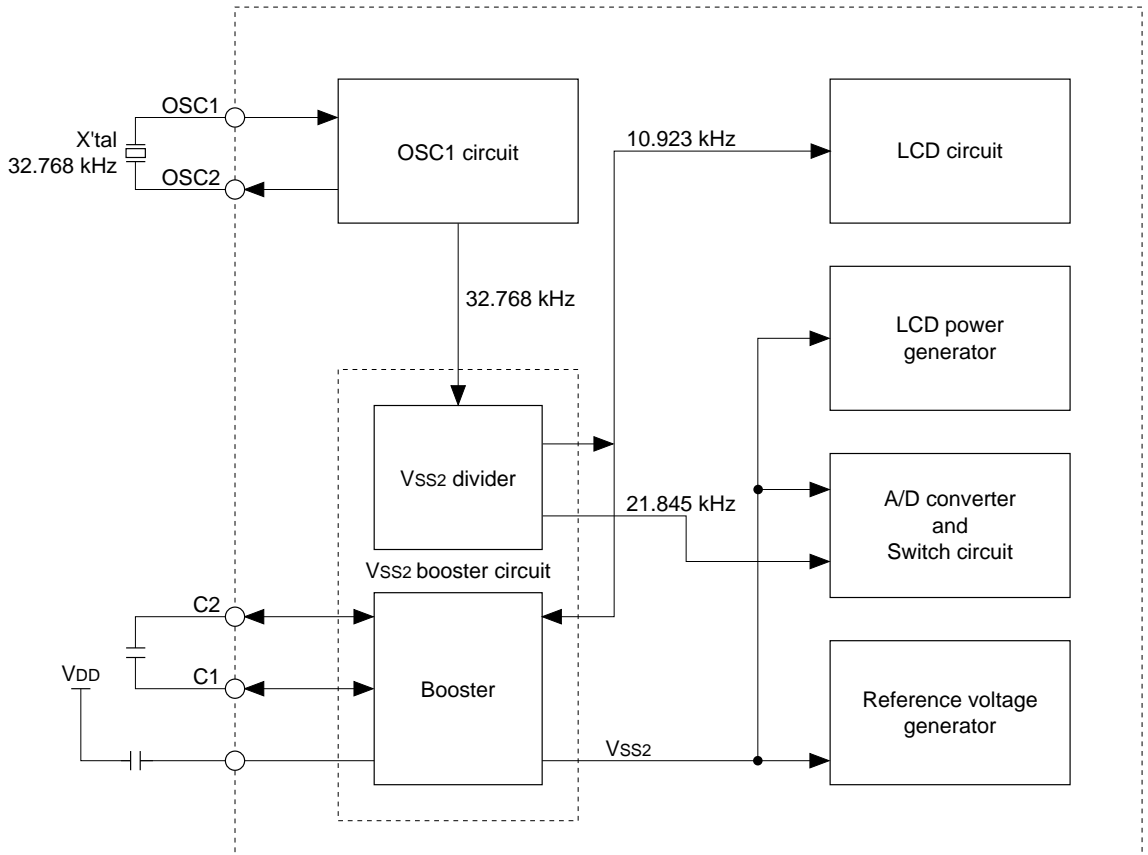 OSC1
X'tal
32.768 kHz
OSC2
OSC1 circuit
10.923 kHz
LCD circuit
32.768 kHz
LCD power
generator
VSS2 divider
21.845 kHz
A/D converter
and
Switch circuit
VSS2 booster circuit
C2
C1
VDD
Booster
VSS2
Reference voltage
generator